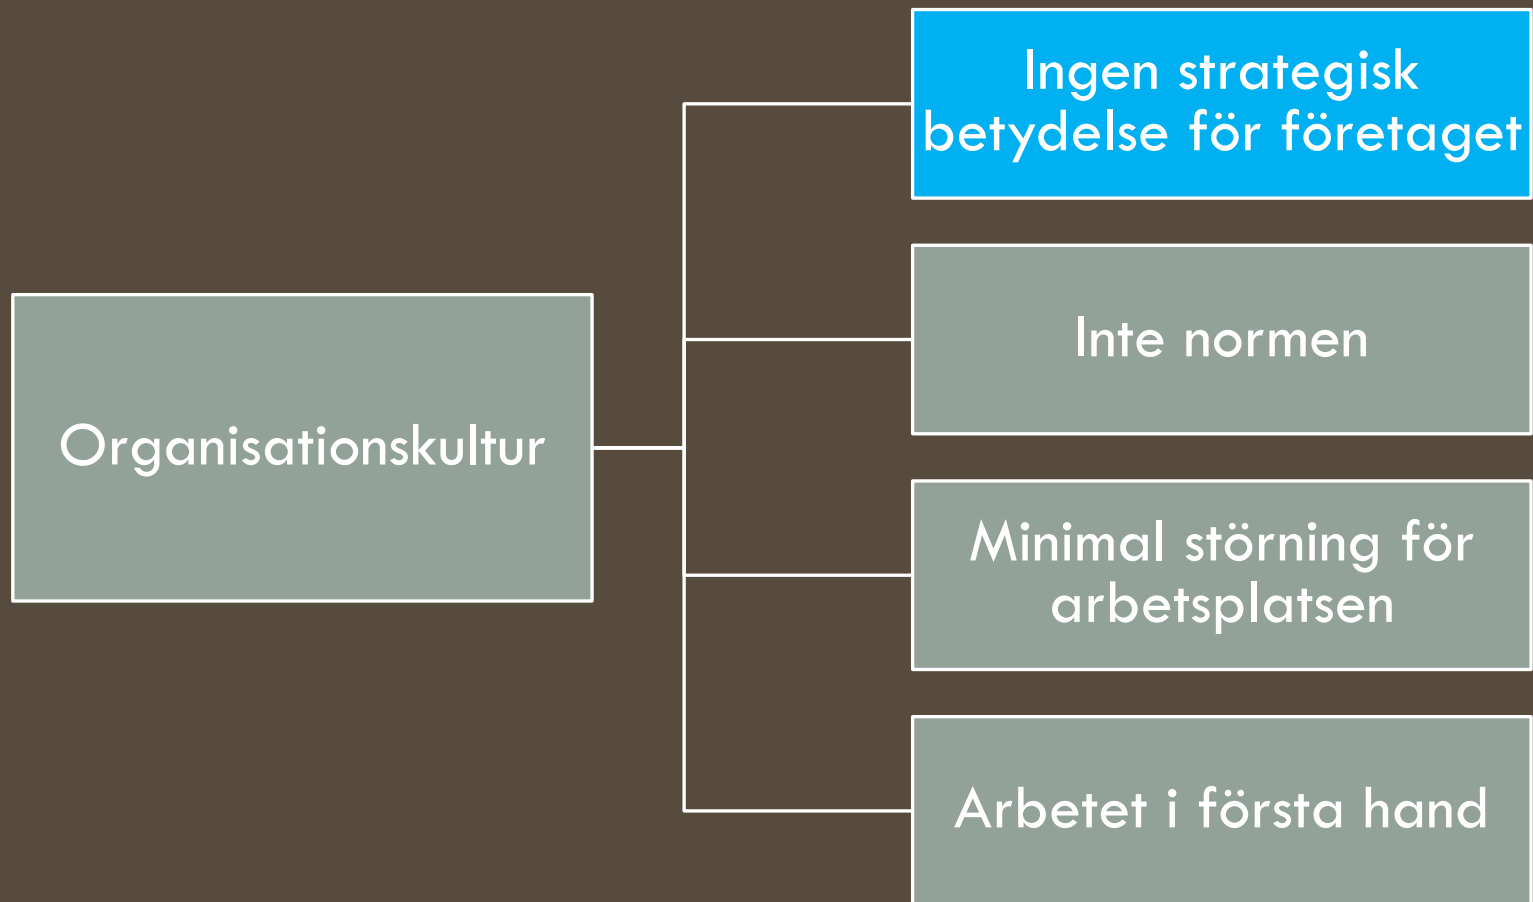 Ingen strategisk
betydelse för företaget
Inte normen
Organisationskultur
Minimal störning för
arbetsplatsen
Arbetet i första hand